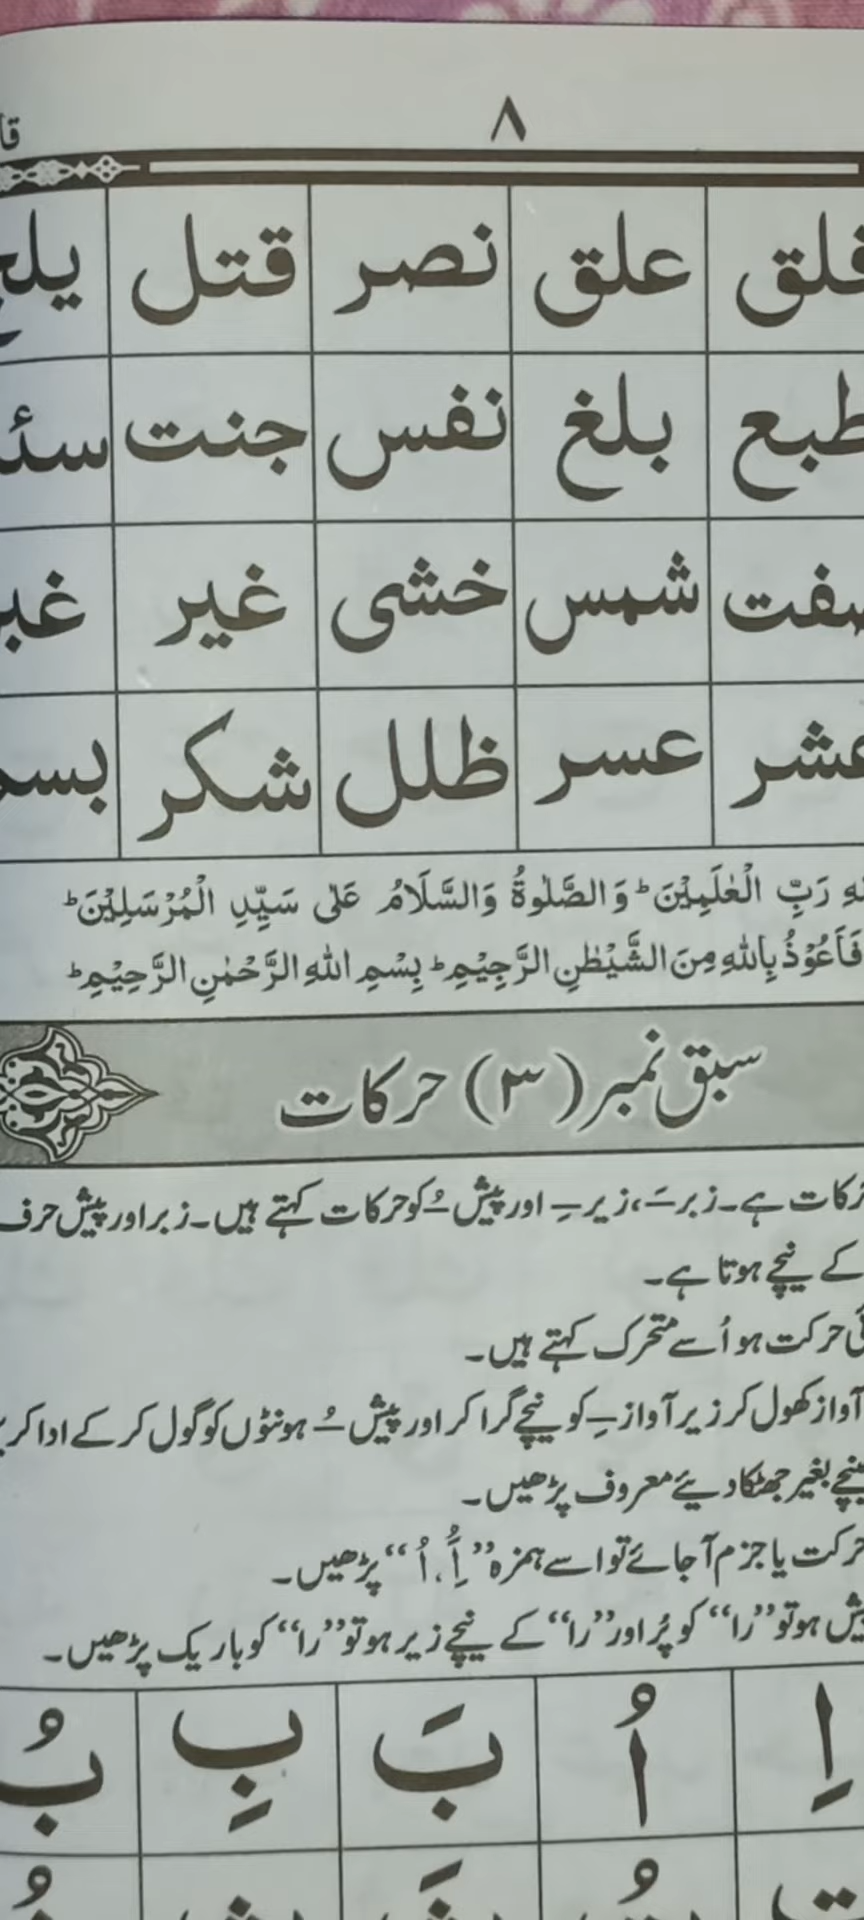 ٨
علق نصر قتل
بلغ نفس جنت
شمس خشی غیر
عسر ظلل شکر
رَبِّ الْعٰلَمِیْنَ ؕ وَالصَّلٰوۃُ وَالسَّلَامُ عَلٰی سَیِّدِ الْمُرْسَلِیْنَ ؕ
فَاَعُوْذُ بِاللّٰہِ مِنَ الشَّیْطٰنِ الرَّجِیْمِ ؕ بِسْمِ اللّٰہِ الرَّحْمٰنِ الرَّحِیْمِ ؕ
سبق نمبر (۳) حرکات
ہے۔ زبر ـَ، زیر ـِ اور پیش ـُ کو حرکات کہتے ہیں۔ زبر اور پیش حرف
کے نیچے ہوتا ہے۔
حرکت ہو اُسے متحرک کہتے ہیں۔
آواز کھول کر زیر آواز ـِ کو نیچے گرا کر اور پیش ـُ ہونٹوں کو گول کر کے ادا
بغیر جھٹکا دیئے معروف پڑھیں۔
حرکت یا جزم آجائے تو اسے ہمزہ پڑھیں۔
ہو تو ”را“ کو پُر اور ”را“ کے نیچے زیر ہو تو ”را“ کو باریک پڑھیں۔
اِ اُ بَ بِ بُ